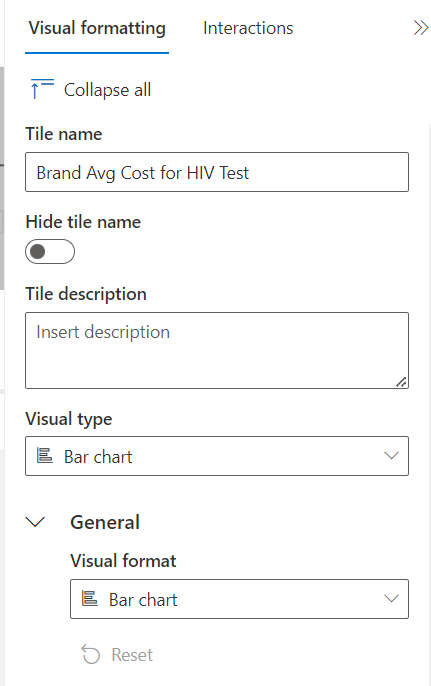 Visual formatting Interactions
Collapse all
Tile name
Brand Avg Cost for HIV Test
Hide tile name
Tile description
Insert description
Visual type
Bar chart
General
Visual format
Bar chart
Reset